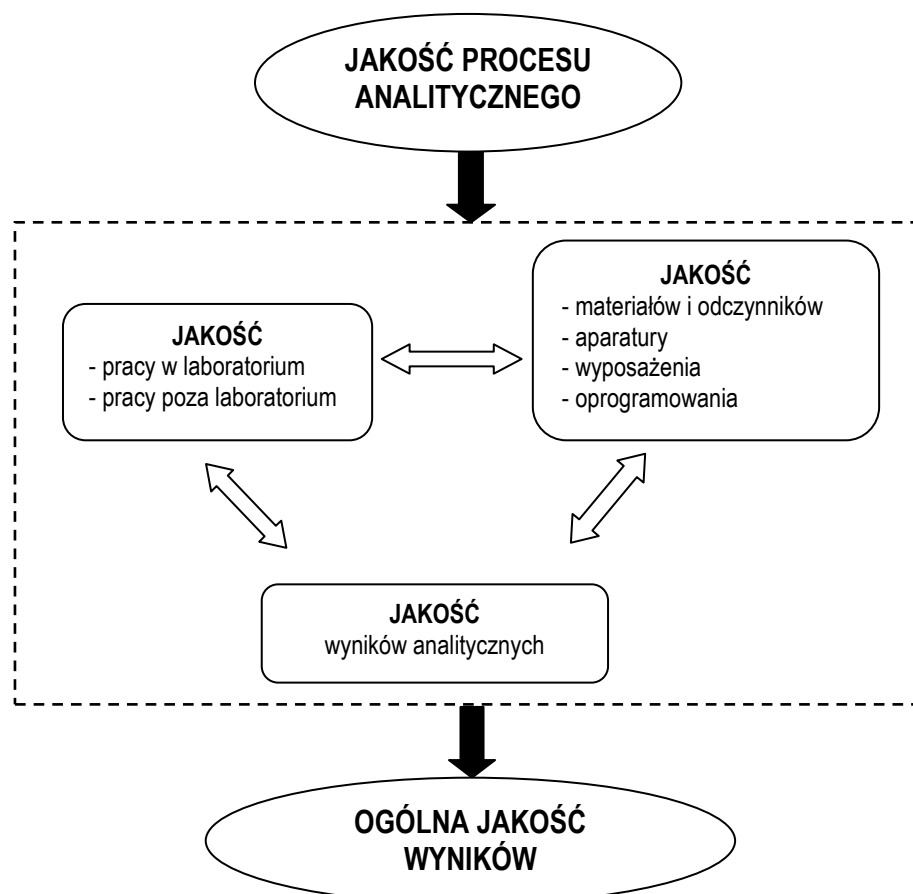 JAKOŚĆ PROCESU
ANALITYCZNEGO
JAKOŚĆ
- pracy w laboratorium
- pracy poza laboratorium
JAKOŚĆ
- materiałów i odczynników
- aparatury
- wyposażenia
- oprogramowania
JAKOŚĆ
wyników analitycznych
OGÓLNA JAKOŚĆ
WYNIKÓW